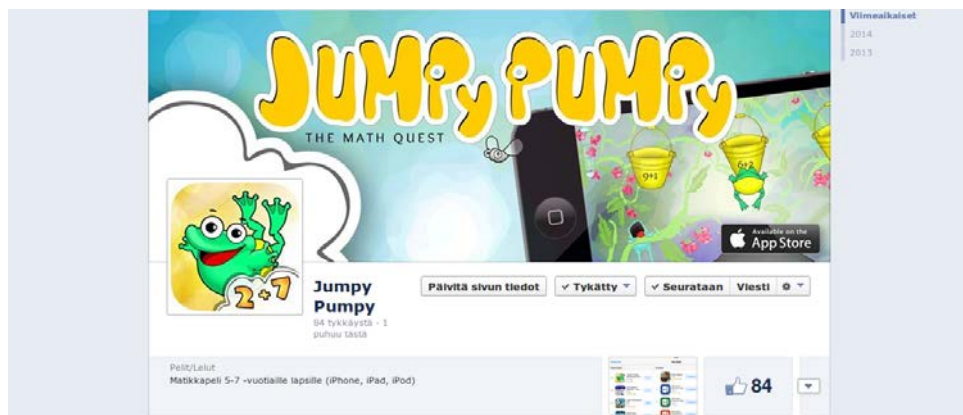 Viimeaikaiset
2014
2013
JUMPy PUMPy
THE MATH QUEST
9+1
6+2
Available on the
App Store
2+7
Jumpy
Pumpy
84 tykkäystä · 1
puhuu tästä
Päivitä sivun tiedot
✓ Tykätty
✓ Seurataan
Viesti
Pelit/Lelut
Matikkapeli 5-7 -vuotiaille lapsille (iPhone, iPad, iPod)
84